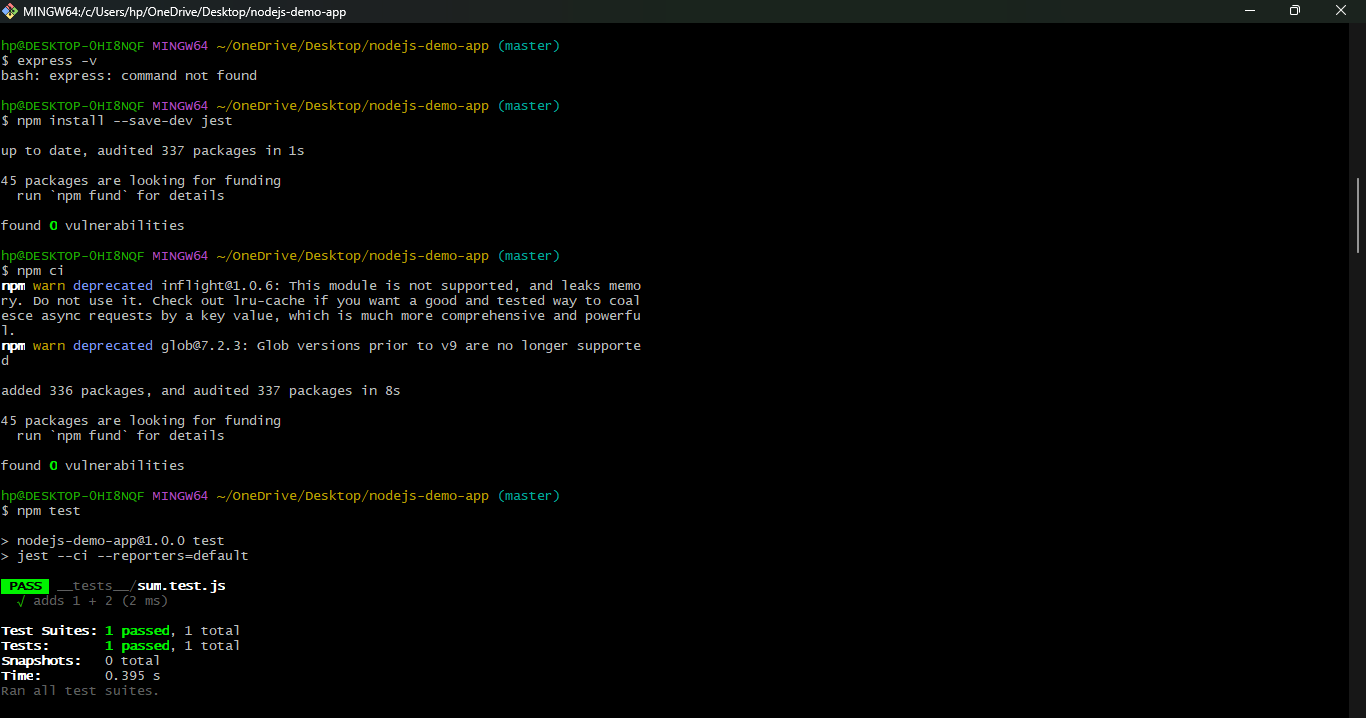 MINGW64:/c/Users/hp/OneDrive/Desktop/nodejs-demo-app
hp@DESKTOP-0HI8NQF MINGW64 ~/OneDrive/Desktop/nodejs-demo-app (master)
$ express -v
bash: express: command not found
hp@DESKTOP-0HI8NQF MINGW64 ~/OneDrive/Desktop/nodejs-demo-app (master)
$ npm install --save-dev jest
up to date, audited 337 packages in 1s
45 packages are looking for funding
  run `npm fund` for details
found 0 vulnerabilities
hp@DESKTOP-0HI8NQF MINGW64 ~/OneDrive/Desktop/nodejs-demo-app (master)
$ npm ci
npm warn deprecated inflight@1.0.6: This module is not supported, and leaks memo
ry. Do not use it. Check out lru-cache if you want a good and tested way to coal
esce async requests by a key value, which is much more comprehensive and powerfu
l.
npm warn deprecated glob@7.2.3: Glob versions prior to v9 are no longer supporte
d
added 336 packages, and audited 337 packages in 8s
45 packages are looking for funding
  run `npm fund` for details
found 0 vulnerabilities
hp@DESKTOP-0HI8NQF MINGW64 ~/OneDrive/Desktop/nodejs-demo-app (master)
$ npm test
> nodejs-demo-app@1.0.0 test
> jest --ci --reporters=default
PASS __tests__/sum.test.js
  √ adds 1 + 2 (2 ms)
Test Suites: 1 passed, 1 total
Tests:       1 passed, 1 total
Snapshots:   0 total
Time:        0.395 s
Ran all test suites.